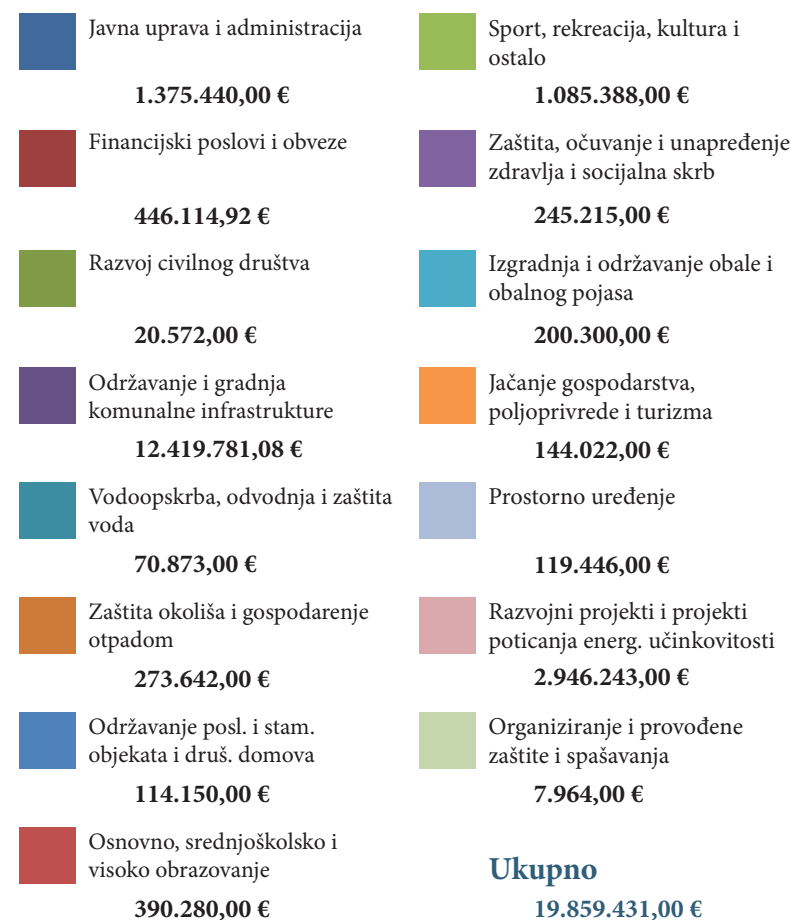 Javna uprava i administracija
1.375.440,00 €
Financijski poslovi i obveze
446.114,92 €
Razvoj civilnog društva
20.572,00 €
Održavanje i gradnja
komunalne infrastrukture
12.419.781,08 €
Vodoopskrba, odvodnja i zaštita
voda
70.873,00 €
Zaštita okoliša i gospodarenje
otpadom
273.642,00 €
Održavanje posl. i stam.
objekata i druš. domova
114.150,00 €
Osnovno, srednjoškolsko i
visoko obrazovanje
390.280,00 €
Sport, rekreacija, kultura i
ostalo
1.085.388,00 €
Zaštita, očuvanje i unapređenje
zdravlja i socijalna skrb
245.215,00 €
Izgradnja i održavanje obale i
obalnog pojasa
200.300,00 €
Jačanje gospodarstva,
poljoprivrede i turizma
144.022,00 €
Prostorno uređenje
119.446,00 €
Razvojni projekti i projekti
poticanja energ. učinkovitosti
2.946.243,00 €
Organiziranje i provođene
zaštite i spašavanja
7.964,00 €
Ukupno
19.859.431,00 €